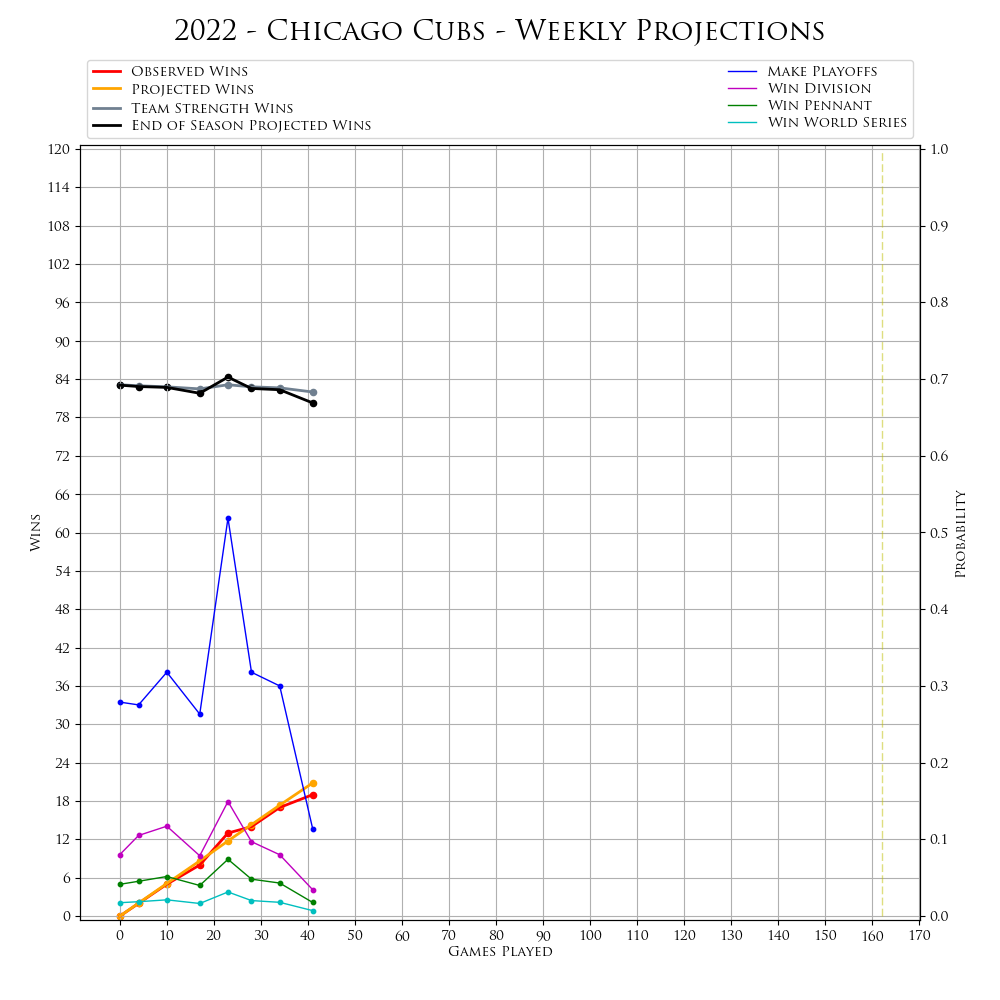 2022 - Chicago Cubs - Weekly Projections
Observed Wins
Projected Wins
Team Strength Wins
End of Season Projected Wins
Make Playoffs
Win Division
Win Pennant
Win World Series
120
114
108
102
96
90
84
78
72
66
60
54
48
42
36
30
24
18
12
6
0
Wins
1.0
0.9
0.8
0.7
0.6
0.5
0.4
0.3
0.2
0.1
0.0
Probability
0 10 20 30 40 50 60 70 80 90 100 110 120 130 140 150 160 170
Games Played